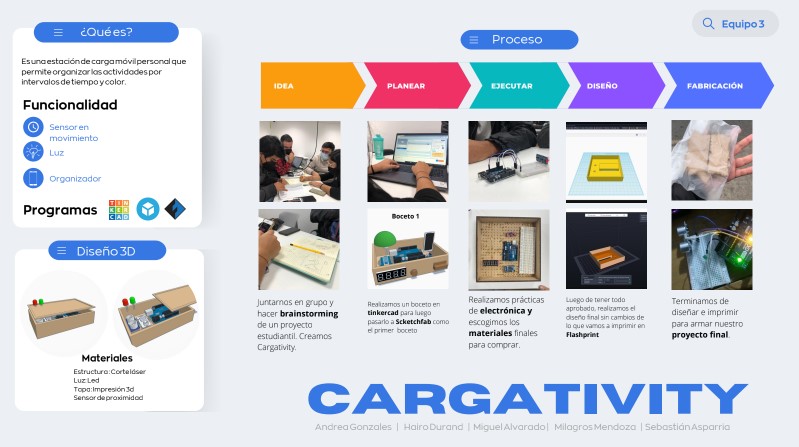 ¿Qué es?
Es una estación de carga móvil personal que
permite organizar las actividades por
intervalos de tiempo y color.
Funcionalidad
Sensor en
movimiento
Luz
Organizador
Programas
TIN
KER
CAD
Diseño 3D
Materiales
Estructura: Corte láser
Luz: Led
Tapa: Impresión 3d
Sensor de proximidad
Equipo 3
Proceso
IDEA
PLANEAR
EJECUTAR
DISEÑO
FABRICACIÓN
Boceto 1
Juntarnos en grupo y
hacer brainstorming
de un proyecto
estudiantil. Creamos
Cargativity.
Realizamos un boceto en
tinkercad para luego
pasarlo a Scketchfab como
el primer boceto
Realizamos prácticas
de electrónica y
escogimos los
materiales finales
para comprar.
Luego de tener todo
aprobado, realizamos el
diseño final sin cambios de
lo que vamos a imprimir en
Flashprint
Terminamos de
diseñar e imprimir
para armar nuestro
proyecto final.
CARGATIVITY
Andrea Gonzales | Hairo Durand | Miguel Alvarado | Milagros Mendoza | Sebastián Asparria